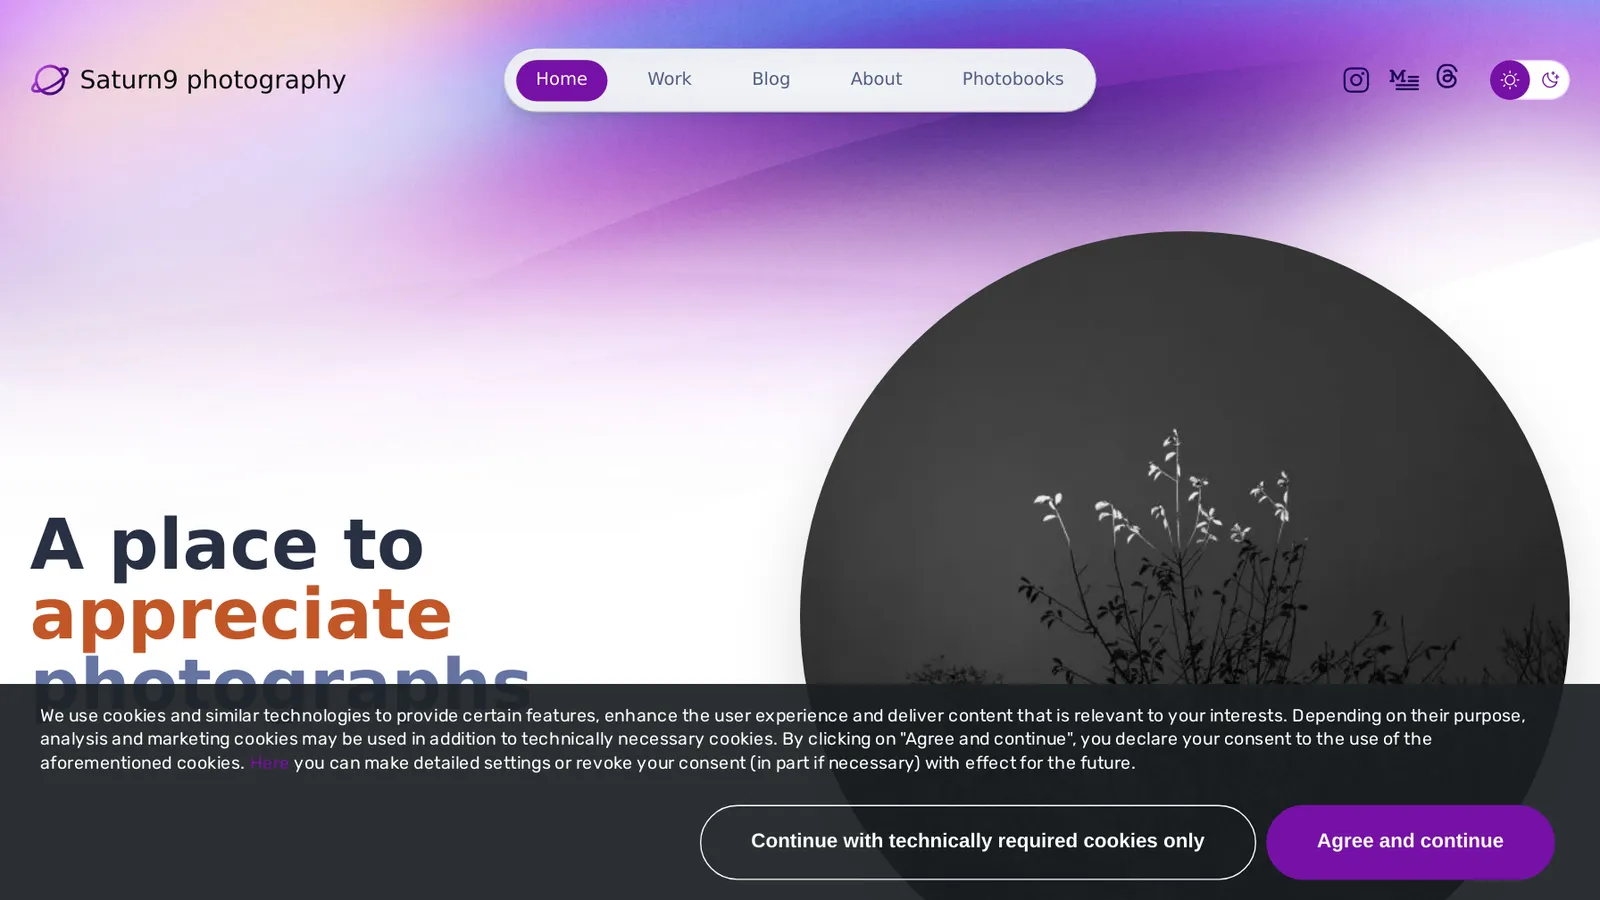 Saturn9 photography
Home Work Blog About Photobooks
A place to
appreciate
photographs
We use cookies and similar technologies to provide certain features, enhance the user experience and deliver content that is relevant to your interests. Depending on their purpose,
analysis and marketing cookies may be used in addition to technically necessary cookies. By clicking on "Agree and continue", you declare your consent to the use of the
aforementioned cookies. Here you can make detailed settings or revoke your consent (in part if necessary) with effect for the future.
Continue with technically required cookies only
Agree and continue